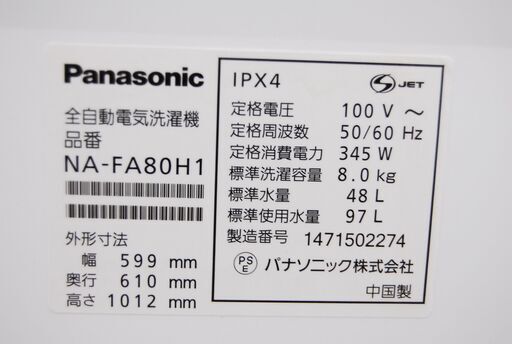 Panasonic
全自動電気洗濯機
品番
NA-FA80H1
外形寸法
幅 599 mm
奥行 610 mm
高さ 1012 mm
IPX4
S JET
定格電圧 100 V ～
定格周波数 50/60 Hz
定格消費電力 345 W
標準洗濯容量 8.0 kg
標準水量 48 L
標準使用水量 97 L
製造番号 1471502274
PS E パナソニック株式会社
中国製